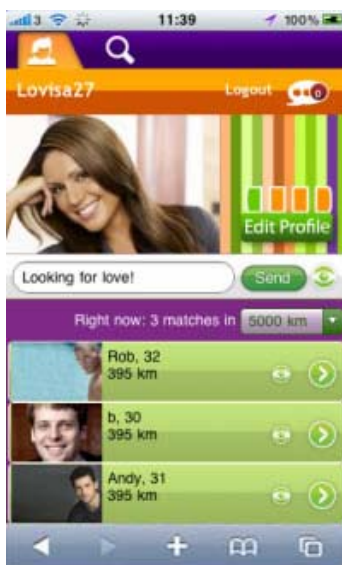 3 11:39 100%
Lovisa27 Logout 0
Edit Profile
Looking for love! Send
Right now: 3 matches in 5000 km
Rob, 32
395 km
b, 30
395 km
Andy, 31
395 km